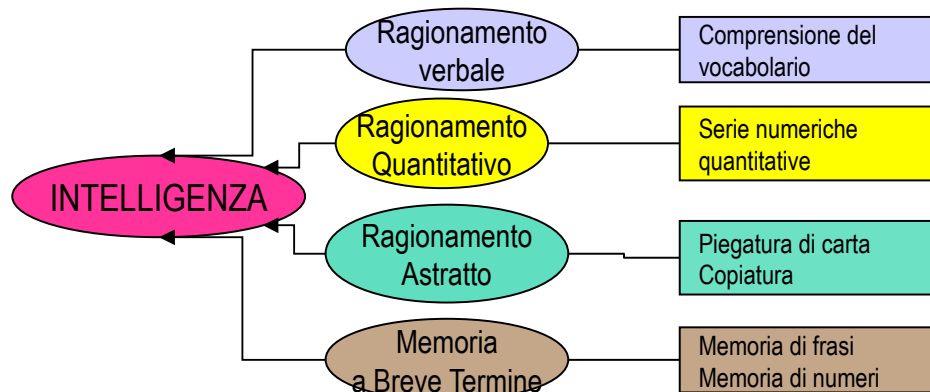 Ragionamento
verbale
Comprensione del
vocabolario
Ragionamento
Quantitativo
Serie numeriche
quantitative
INTELLIGENZA
Ragionamento
Astratto
Piegatura di carta
Copiatura
Memoria
a Breve Termine
Memoria di frasi
Memoria di numeri